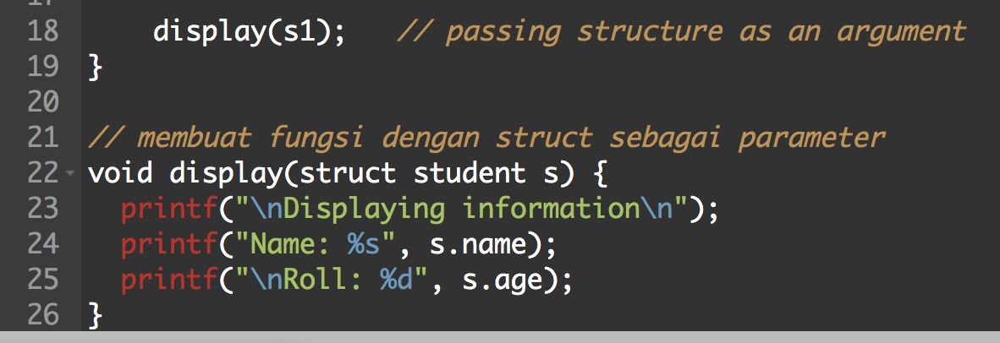 18 display(s1); // passing structure as an argument
19 }
20
21 // membuat fungsi dengan struct sebagai parameter
22 void display(struct student s) {
23 printf("\nDisplaying information\n");
24 printf("Name: %s", s.name);
25 printf("\nRoll: %d", s.age);
26 }